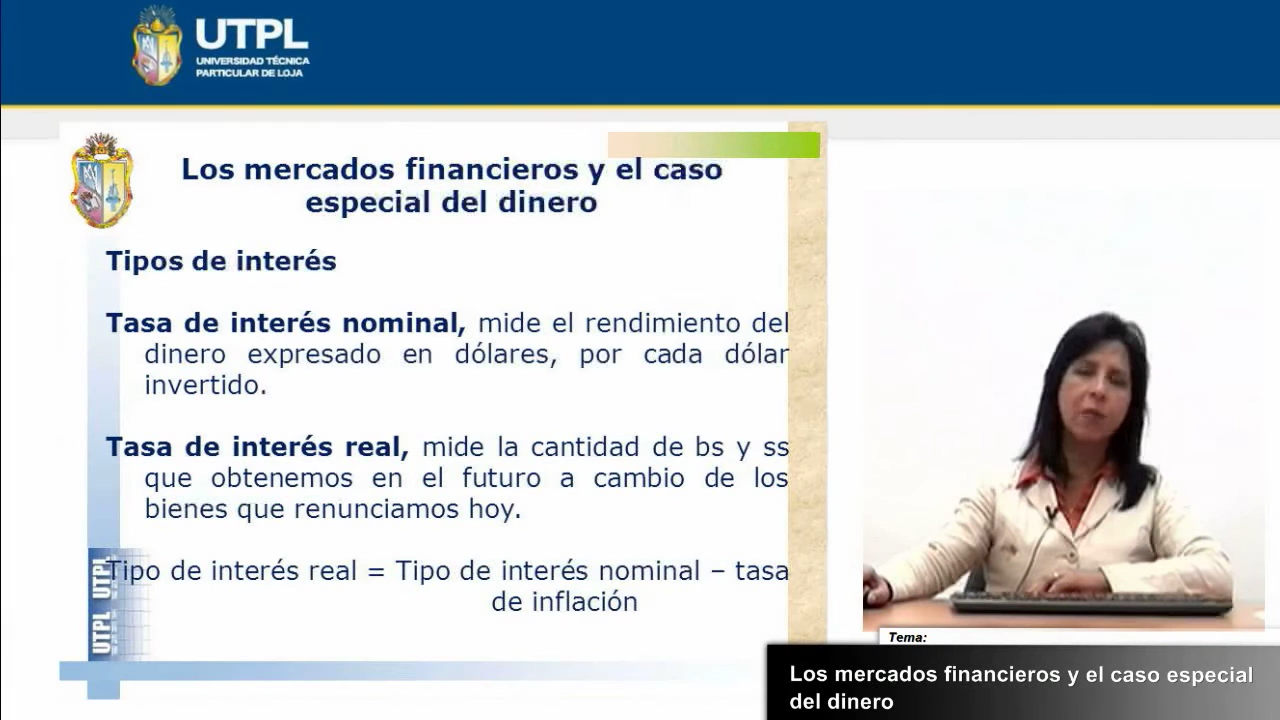 UTPL
UNIVERSIDAD TÉCNICA
PARTICULAR DE LOJA
Los mercados financieros y el caso
especial del dinero
Tipos de interés
Tasa de interés nominal, mide el rendimiento del
dinero expresado en dólares, por cada dólar
invertido.
Tasa de interés real, mide la cantidad de bs y ss
que obtenemos en el futuro a cambio de los
bienes que renunciamos hoy.
Tipo de interés real = Tipo de interés nominal – tasa
de inflación
UTPL UTPL
Tema:
Los mercados financieros y el caso especial
del dinero